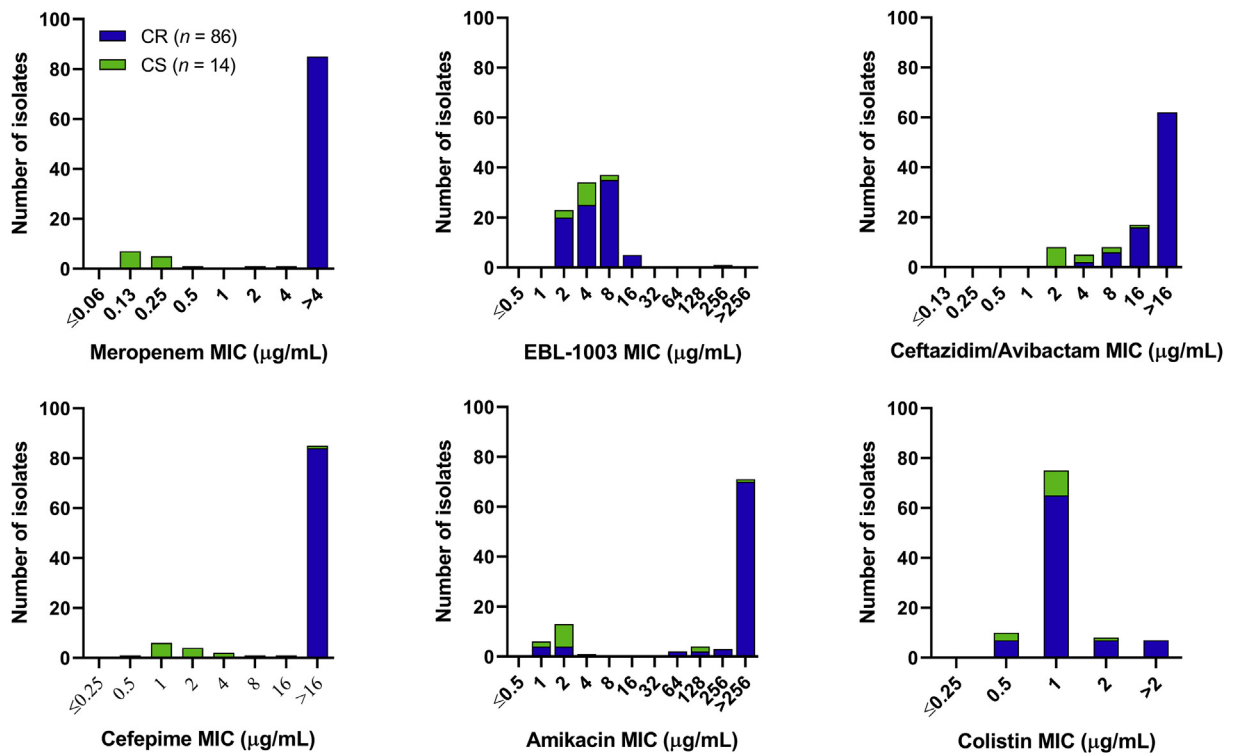 Number of isolates
100
80
60
40
20
0
CR (n = 86)
CS (n = 14)
≤0.06 0.13 0.25 0.5 1 2 4 >4
Meropenem MIC (µg/mL)
Number of isolates
100
80
60
40
20
0
≤0.5 1 2 4 8 16 32 64 128 256 >256
EBL-1003 MIC (µg/mL)
Number of isolates
100
80
60
40
20
0
≤0.13 0.25 0.5 1 2 4 8 16 >16
Ceftazidim/Avibactam MIC (µg/mL)
Number of isolates
100
80
60
40
20
0
≤0.25 0.5 1 2 4 8 16 >16
Cefepime MIC (µg/mL)
Number of isolates
100
80
60
40
20
0
≤0.5 1 2 4 8 16 32 64 128 256 >256
Amikacin MIC (µg/mL)
Number of isolates
100
80
60
40
20
0
≤0.25 0.5 1 2 >2
Colistin MIC (µg/mL)